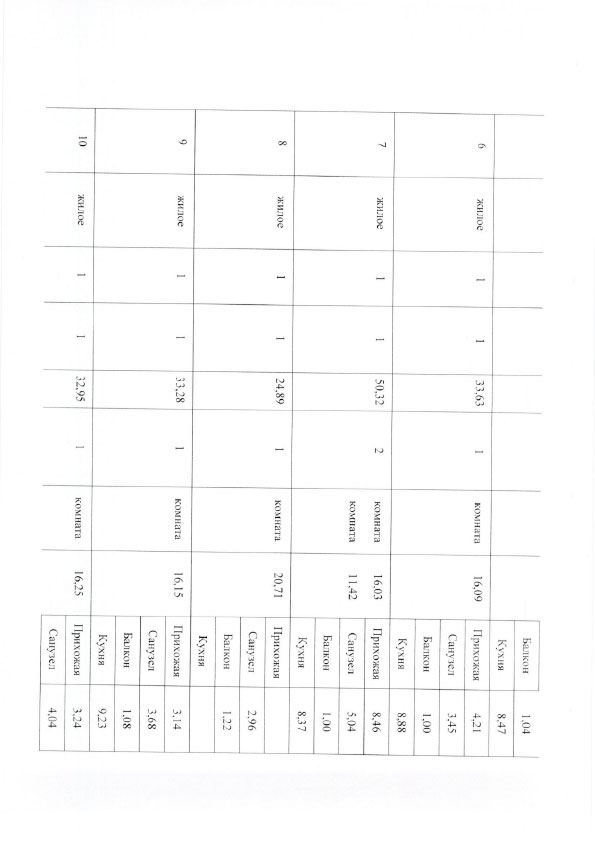 Балкон 1,04
Кухня 8,47
6 жилое 1 1 33,63 1 комната 16,09 Прихожая 4,21
Санузел 3,45
Балкон 1,00
Кухня 8,88
7 жилое 1 1 50,32 2 комната 16,03 Прихожая 8,46
комната 11,42 Санузел 5,04
Балкон 1,00
Кухня 8,37
8 жилое 1 1 24,89 1 комната 20,71 Прихожая
Санузел 2,96
Балкон 1,22
Кухня
9 жилое 1 1 33,28 1 комната 16,15 Прихожая 3,14
Санузел 3,68
Балкон 1,08
Кухня 9,23
10 жилое 1 1 32,95 1 комната 16,25 Прихожая 3,24
Санузел 4,04